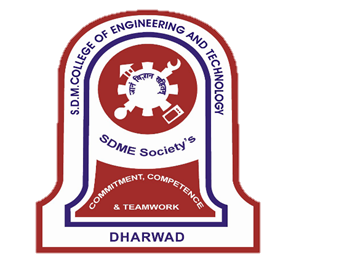 S.D.M.COLLEGE OF ENGINEERING AND TECHNOLOGY
SDME Society's
COMMITMENT, COMPETENCE
& TEAMWORK
DHARWAD